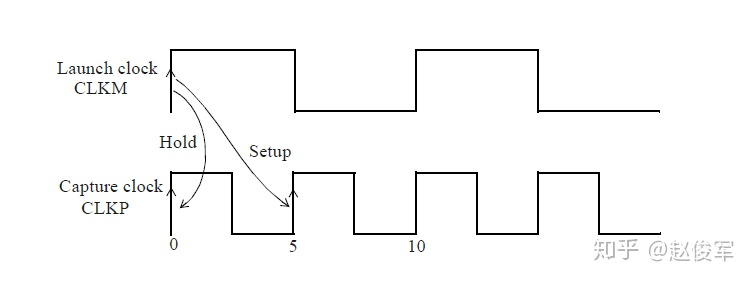 Launch clock
CLKM
Hold
Setup
Capture clock
CLKP
0
5
10
知乎 @赵俊军